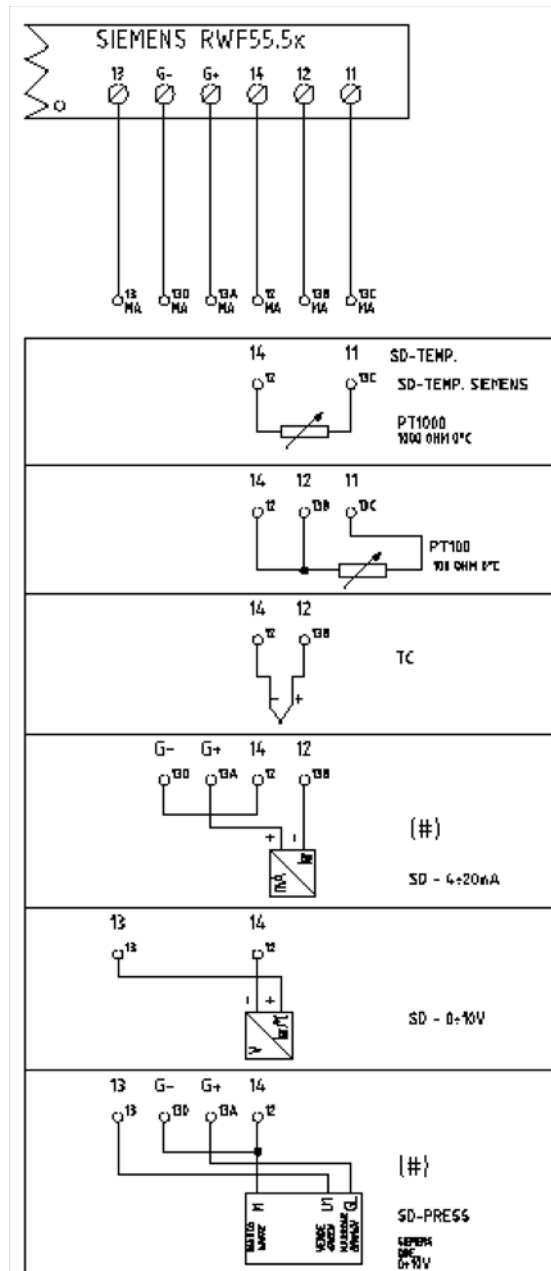 SIEMENS RWF55.5x
13 G- G+ 14 12 11
13 13D 13A 12 13B 13C
MA MA MA MA MA MA
14 11 SD-TEMP.
12 13C SD-TEMP. SIEMENS
PT1000
1000 OHM 0°C
14 12 11
12 13B 13C
PT100
100 OHM 0°C
14 12
12 13B
TC
- +
G- G+ 14 12
13D 13A 12 13B
(#)
+ -
mA
SD - 4÷20mA
13 14
13 12
- +
V
SD - 0÷10V
13 G- G+ 14
13 13D 13A 12
(#)
M U1 GL
SD-PRESS
SIEMENS
0÷10V